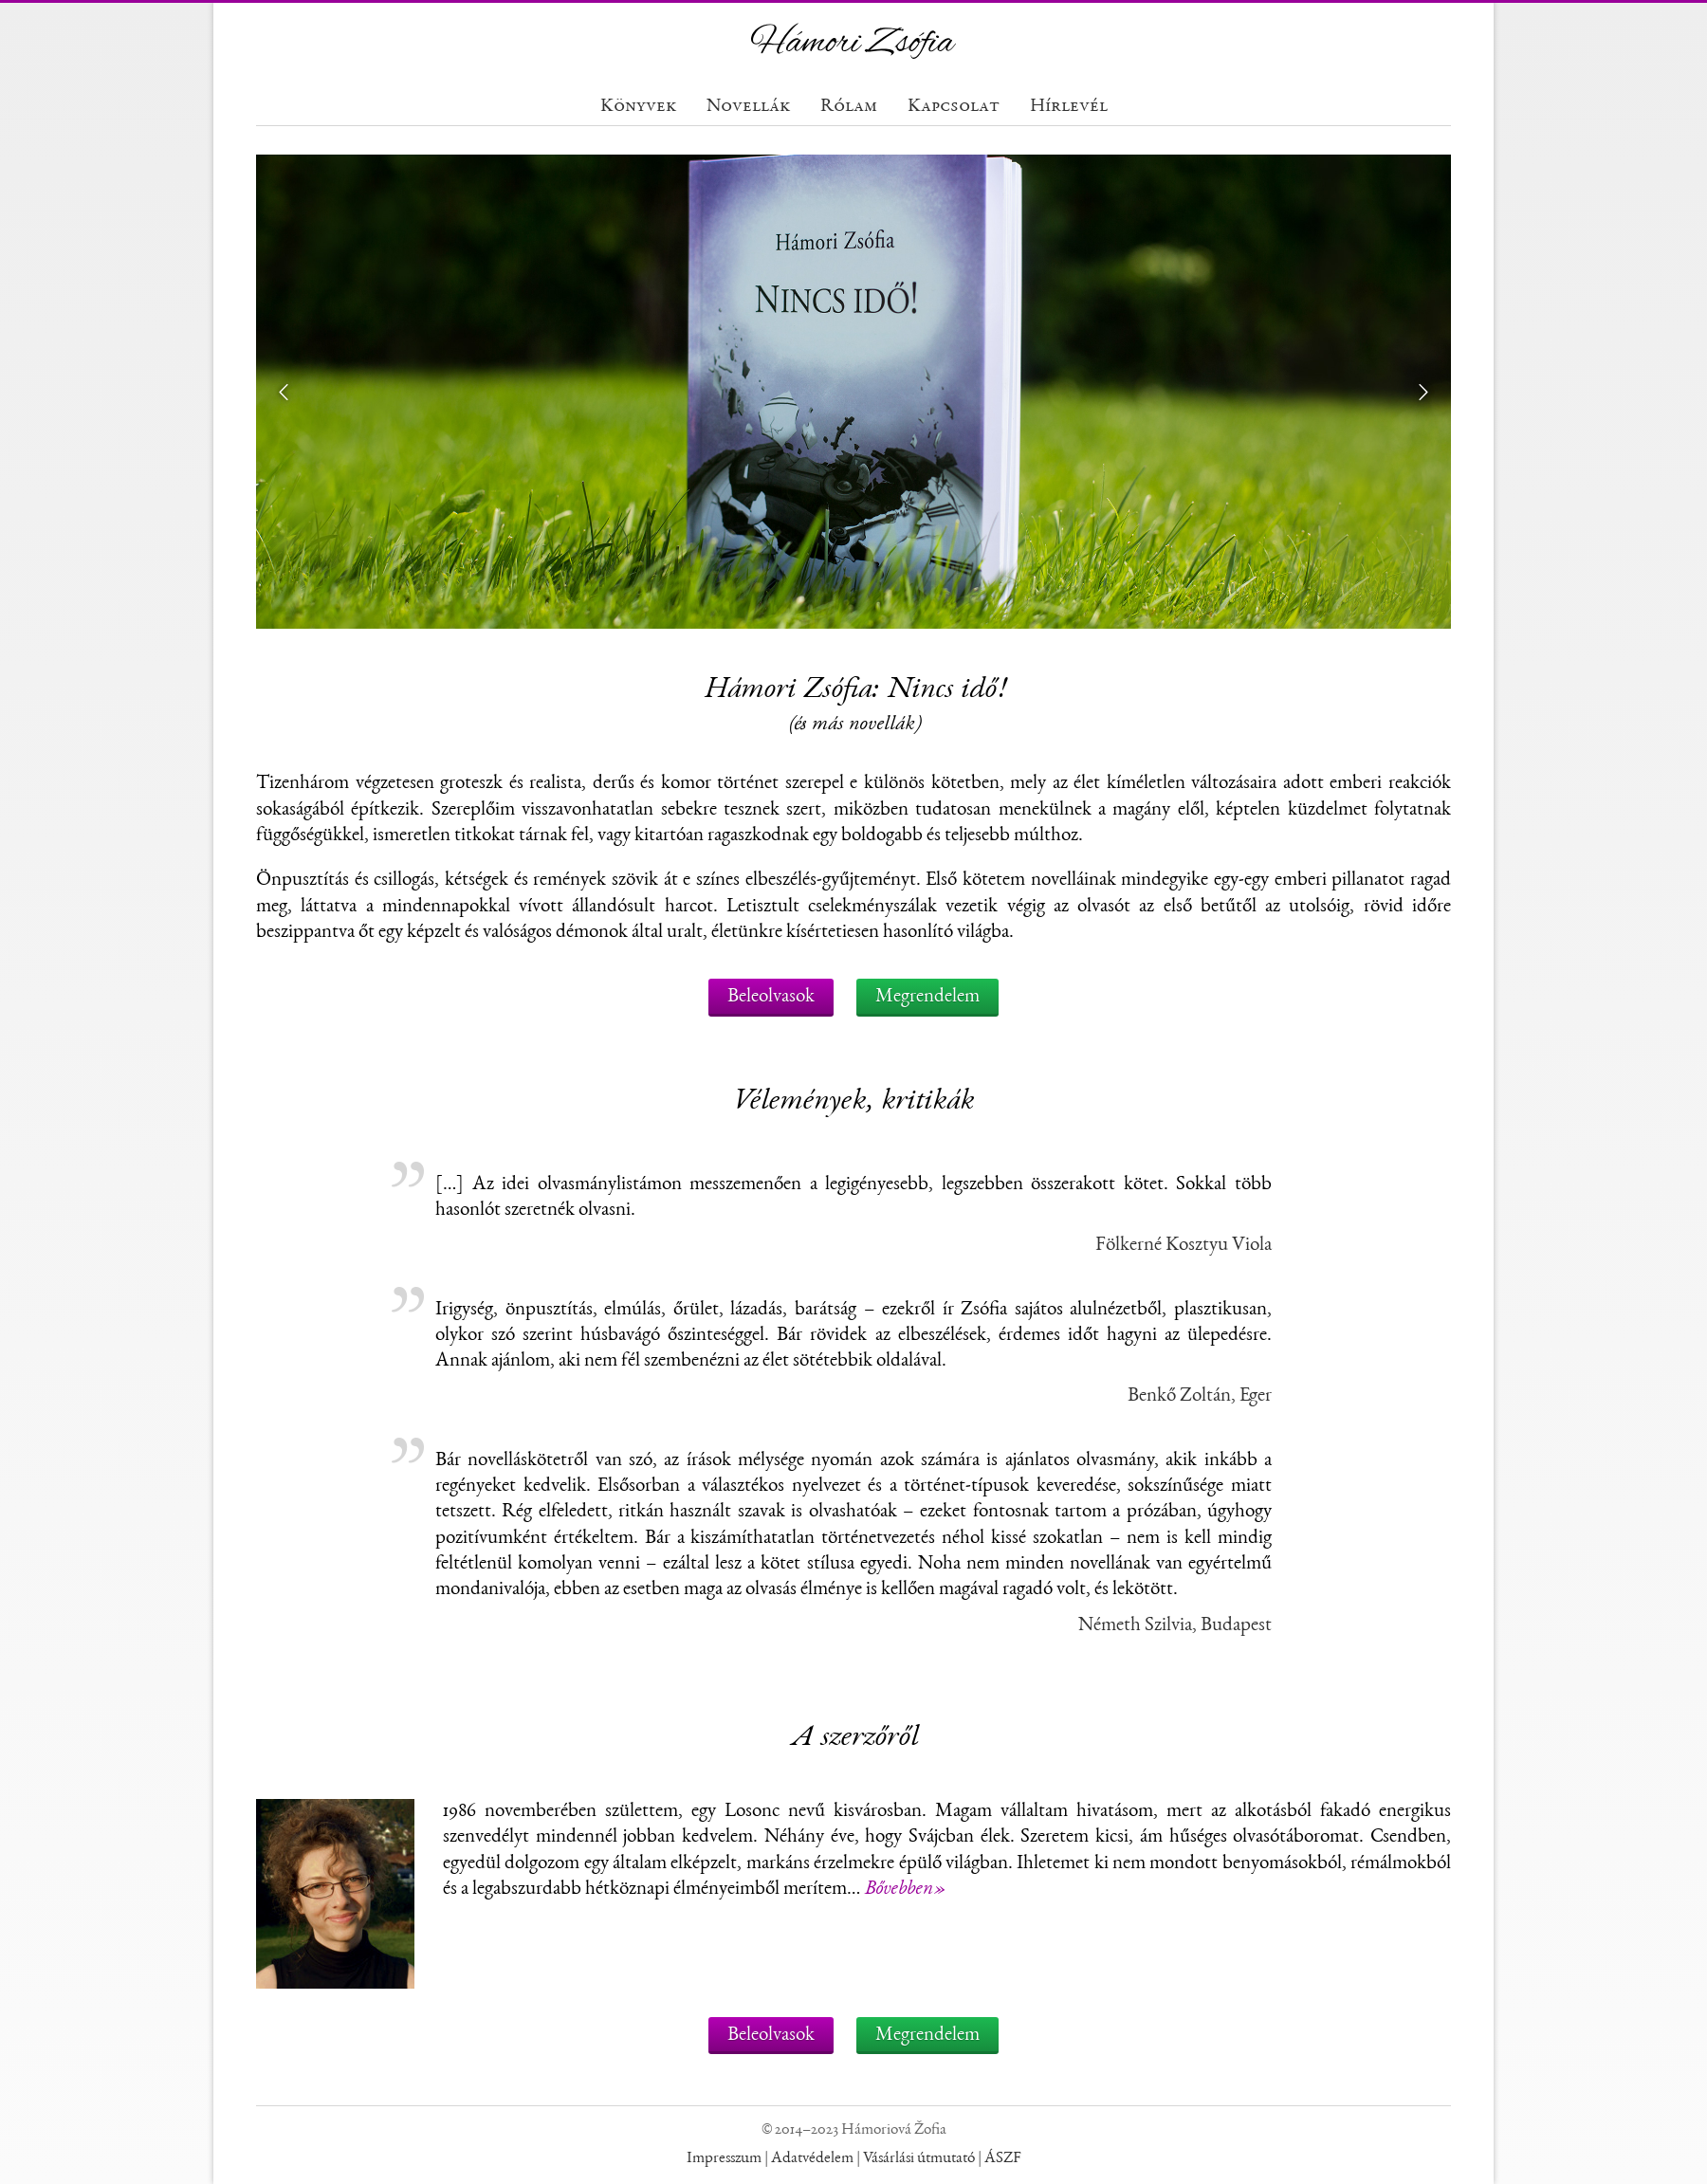 Hámori Zsófia
Könyvek Novellák Rólam Kapcsolat Hírlevél
Hámori Zsófia
NINCS IDŐ!
Hámori Zsófia: Nincs idő!
(és más novellák)
Tizenhárom végzetesen groteszk és realista, derűs és komor történet szerepel e különös kötetben, mely az élet kíméletlen változásaira adott emberi reakciók
sokaságából építkezik. Szereplőim visszavonhatatlan sebekre tesznek szert, miközben tudatosan menekülnek a magány elől, képtelen küzdelmet folytatnak
függőségükkel, ismeretlen titkokat tárnak fel, vagy kitartóan ragaszkodnak egy boldogabb és teljesebb múlthoz.
Önpusztítás és csillogás, kétségek és remények szövik át e színes elbeszélés-gyűjteményt. Első kötetem novelláinak mindegyike egy-egy emberi pillanatot ragad
meg, láttatva a mindennapokkal vívott állandósult harcot. Letisztult cselekményszálak vezetik végig az olvasót az első betűtől az utolsóig, rövid időre
beszippantva őt egy képzelt és valóságos démonok által uralt, életünkre kísértetiesen hasonlító világba.
Beleolvasok Megrendelem
Vélemények, kritikák
” […] Az idei olvasmánylistámon messzemenően a legigényesebb, legszebben összerakott kötet. Sokkal több
hasonlót szeretnék olvasni.
Fölkerné Kosztyu Viola
” Irigység, önpusztítás, elmúlás, őrület, lázadás, barátság – ezekről ír Zsófia sajátos alulnézetből, plasztikusan,
olykor szó szerint húsbavágó őszinteséggel. Bár rövidek az elbeszélések, érdemes időt hagyni az ülepedésre.
Annak ajánlom, aki nem fél szembenézni az élet sötétebbik oldalával.
Benkő Zoltán, Eger
” Bár novelláskötetről van szó, az írások mélysége nyomán azok számára is ajánlatos olvasmány, akik inkább a
regényeket kedvelik. Elsősorban a választékos nyelvezet és a történet-típusok keveredése, sokszínűsége miatt
tetszett. Rég elfeledett, ritkán használt szavak is olvashatóak – ezeket fontosnak tartom a prózában, úgyhogy
pozitívumként értékeltem. Bár a kiszámíthatatlan történetvezetés néhol kissé szokatlan – nem is kell mindig
feltétlenül komolyan venni – ezáltal lesz a kötet stílusa egyedi. Noha nem minden novellának van egyértelmű
mondanivalója, ebben az esetben maga az olvasás élménye is kellően magával ragadó volt, és lekötött.
Németh Szilvia, Budapest
A szerzőről
1986 novemberében születtem, egy Losonc nevű kisvárosban. Magam vállaltam hivatásom, mert az alkotásból fakadó energikus
szenvedélyt mindennél jobban kedvelem. Néhány éve, hogy Svájcban élek. Szeretem kicsi, ám hűséges olvasótáboromat. Csendben,
egyedül dolgozom egy általam elképzelt, markáns érzelmekre épülő világban. Ihletemet ki nem mondott benyomásokból, rémálmokból
és a legabszurdabb hétköznapi élményeimből merítem… Bővebben»
Beleolvasok Megrendelem
© 2014–2023 Hámoriová Žofia
Impresszum | Adatvédelem | Vásárlási útmutató | ÁSZF